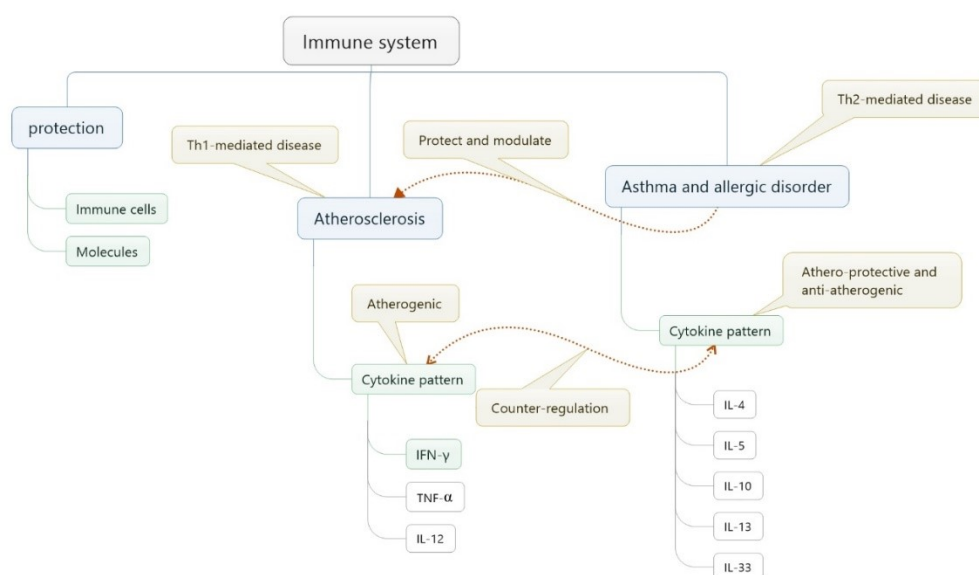 Immune system
protection
Immune cells
Molecules
Th1-mediated disease
Atherosclerosis
Protect and modulate
Th2-mediated disease
Asthma and allergic disorder
Atherogenic
Cytokine pattern
IFN-γ
TNF-α
IL-12
Counter-regulation
Athero-protective and
anti-atherogenic
Cytokine pattern
IL-4
IL-5
IL-10
IL-13
IL-33